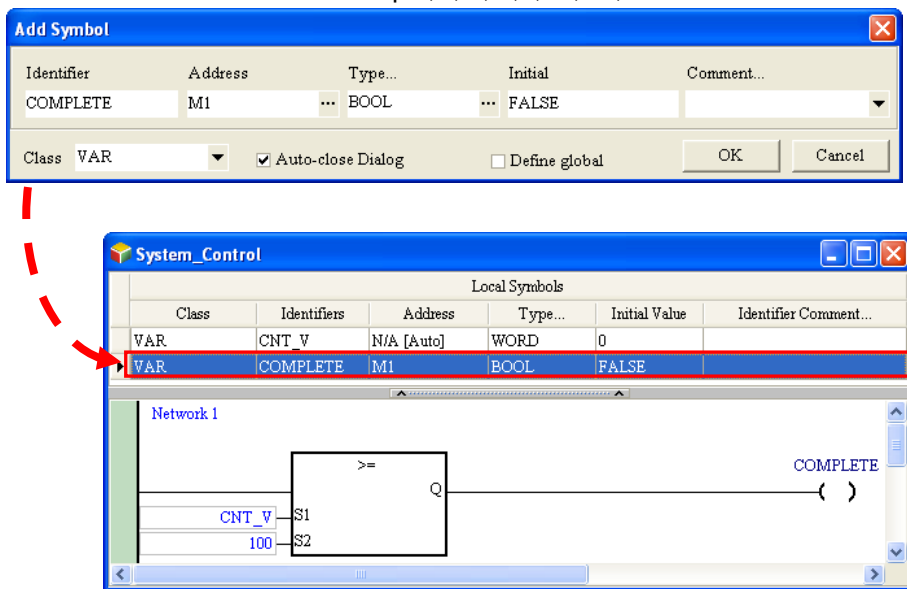 Add Symbol
Identifier Address Type... Initial Comment...
COMPLETE M1 ... BOOL ... FALSE
Class VAR Auto-close Dialog Define global OK Cancel
System_Control
Local Symbols
Class Identifiers Address Type... Initial Value Identifier Comment...
VAR CNT_V N/A [Auto] WORD 0
VAR COMPLETE M1 BOOL FALSE
Network 1
>=
COMPLETE
Q
( )
CNT_V S1
100 S2